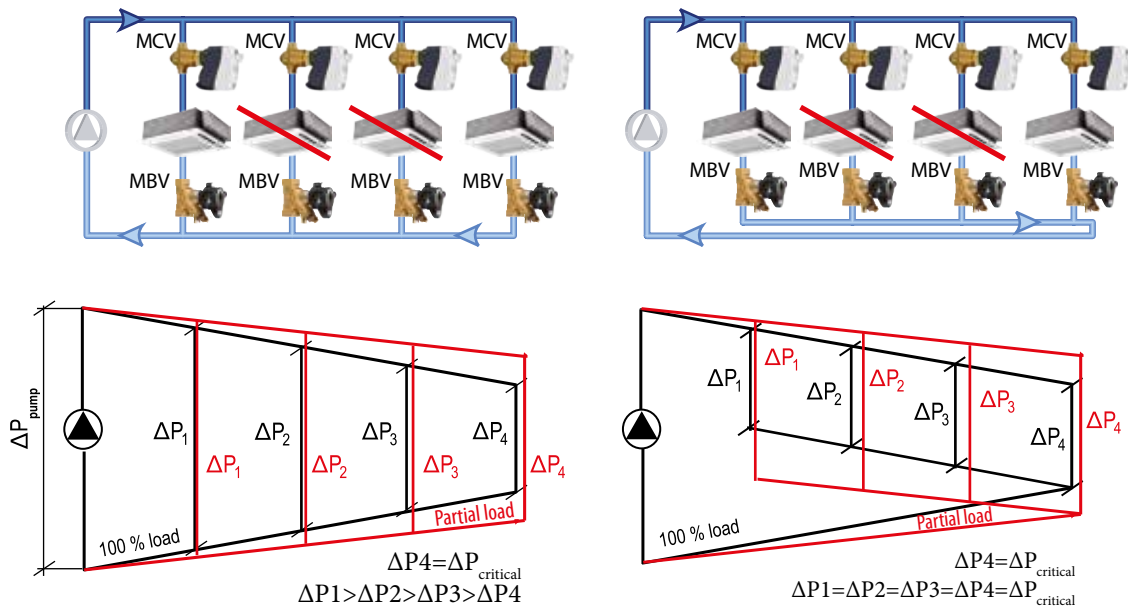 MCV MCV MCV MCV
MBV MBV MBV MBV
MCV MCV MCV MCV
MBV MBV MBV MBV
ΔPpump
ΔP1 ΔP2 ΔP3 ΔP4
ΔP1 ΔP2 ΔP3 ΔP4
100 % load
Partial load
ΔP4=ΔPcritical
ΔP1>ΔP2>ΔP3>ΔP4
ΔP1 ΔP2 ΔP3 ΔP4
ΔP1 ΔP2 ΔP3 ΔP4
100 % load
Partial load
ΔP4=ΔPcritical
ΔP1=ΔP2=ΔP3=ΔP4=ΔPcritical